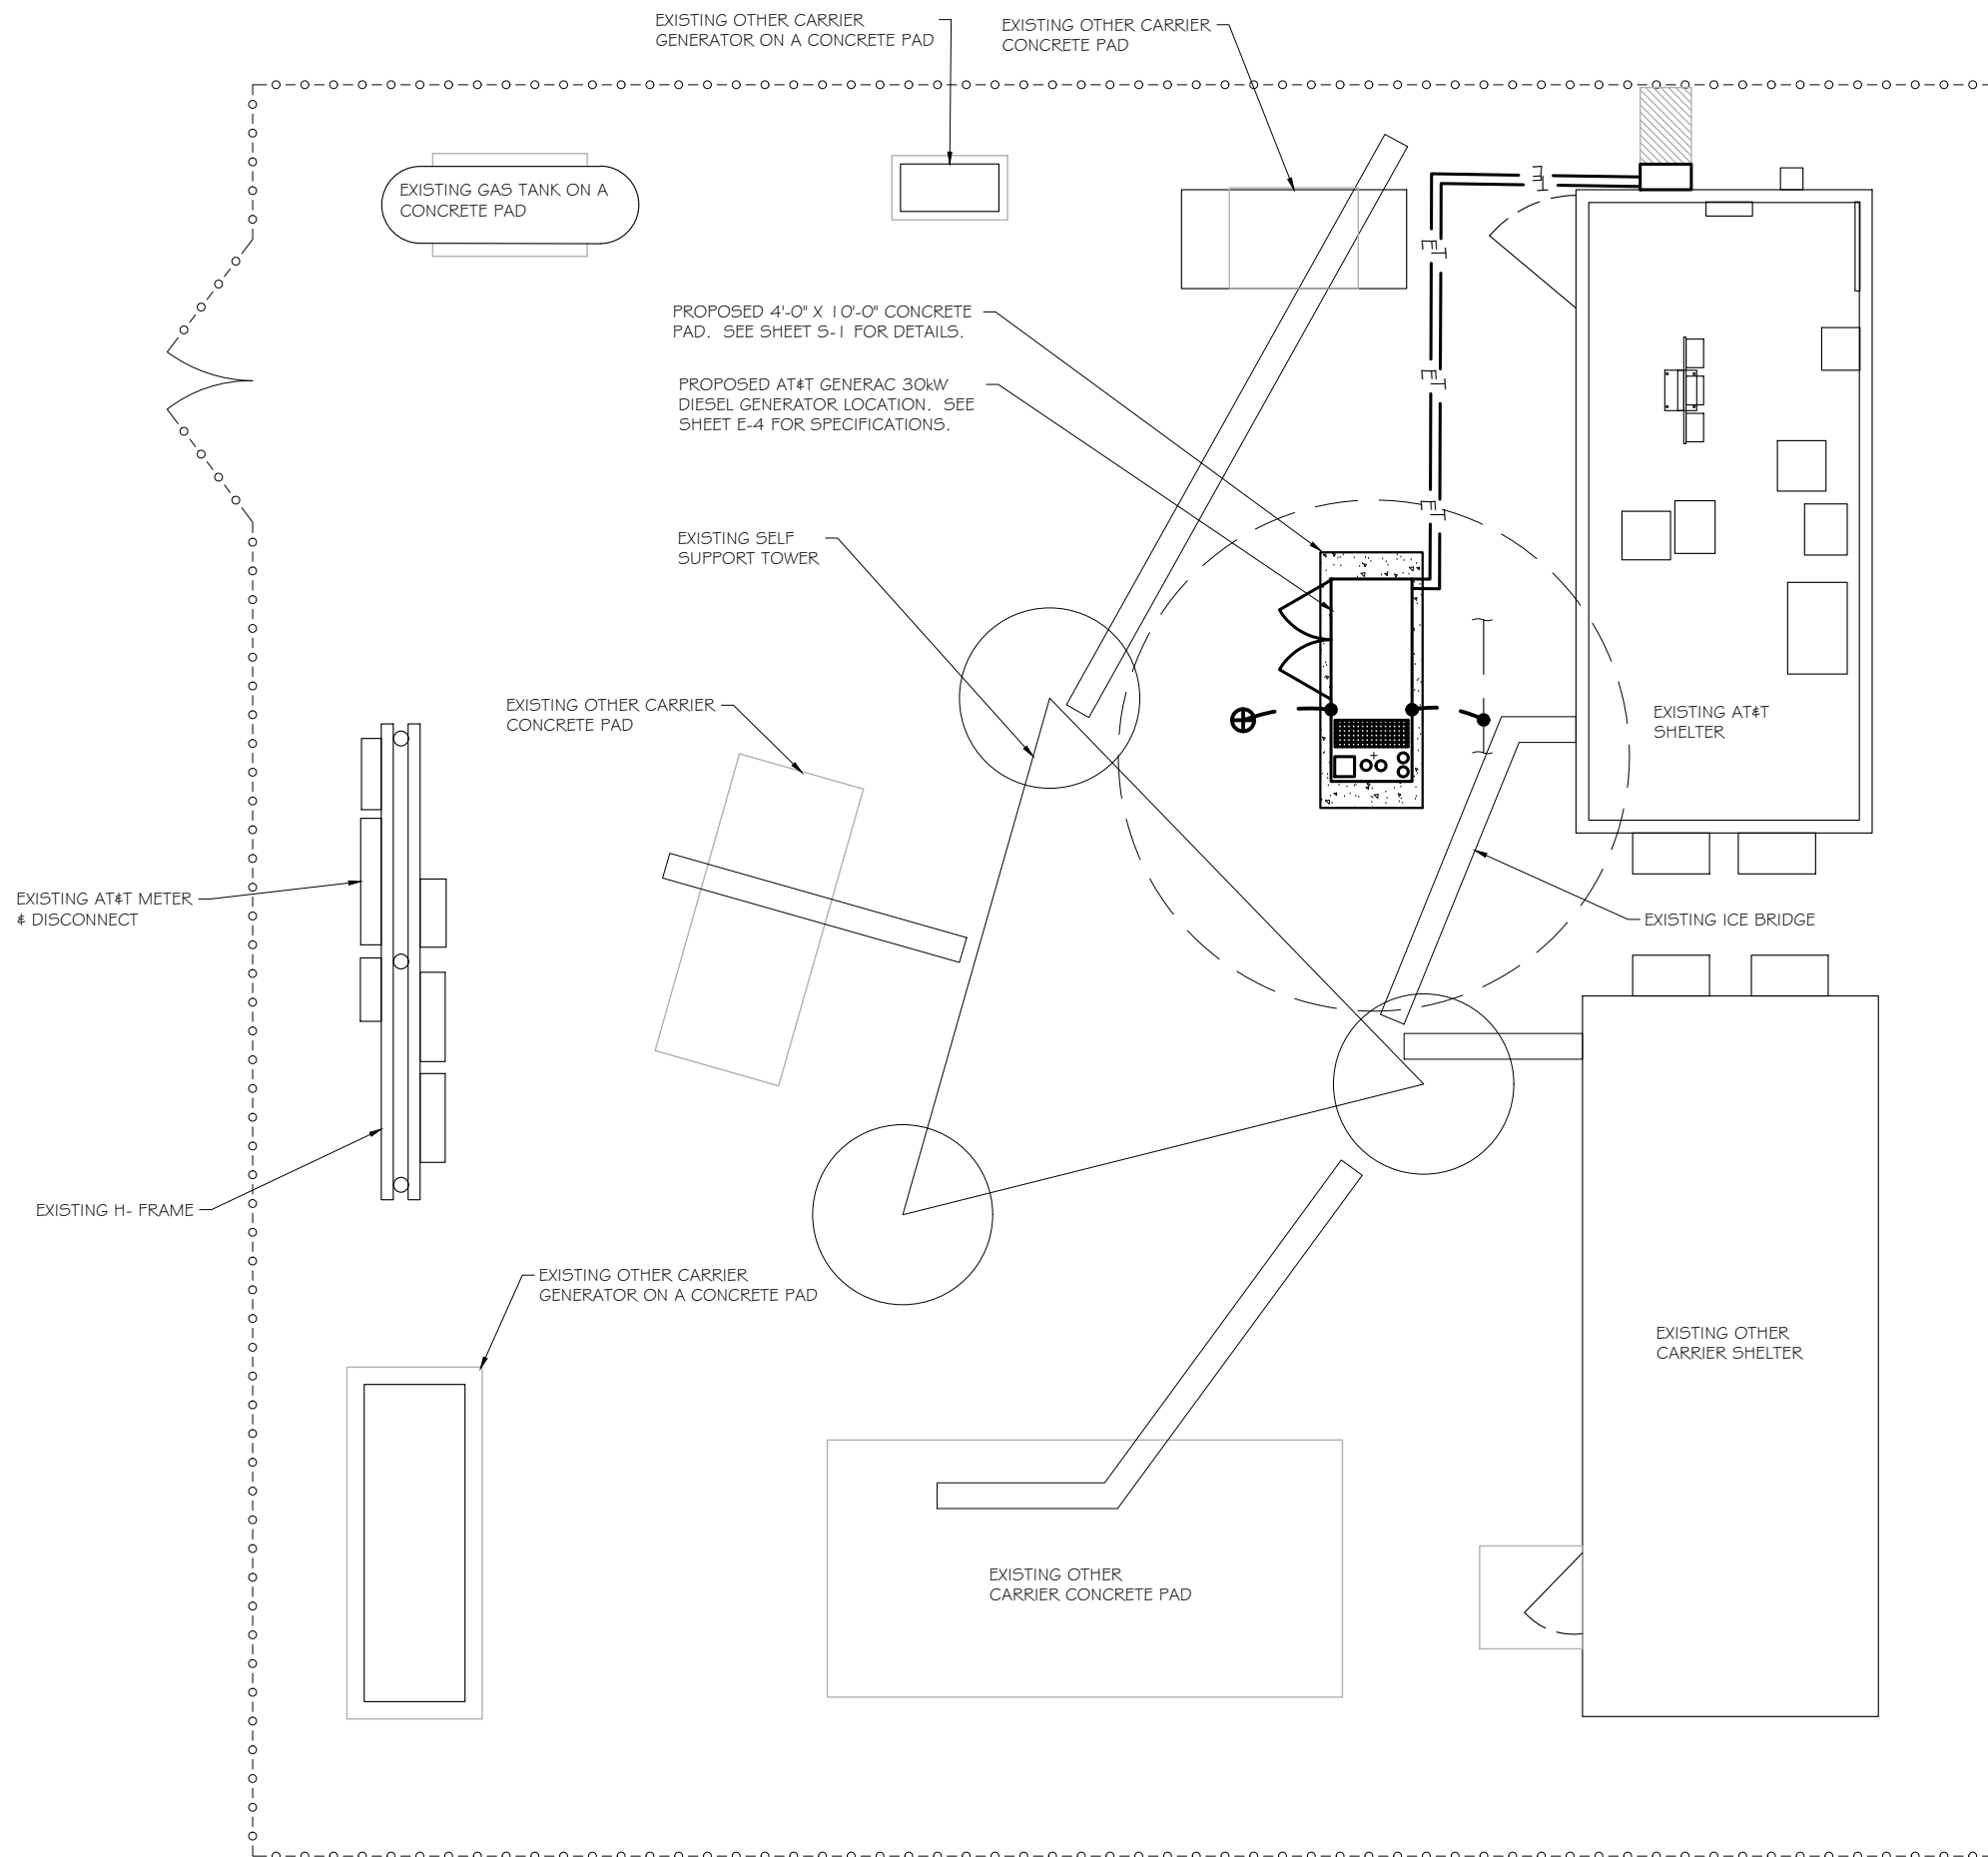 EXISTING OTHER CARRIER
GENERATOR ON A CONCRETE PAD
EXISTING OTHER CARRIER
CONCRETE PAD
EXISTING GAS TANK ON A
CONCRETE PAD
E
T
E
T
PROPOSED 4'-0" X 10'-0" CONCRETE
PAD. SEE SHEET S-1 FOR DETAILS.
PROPOSED AT&T GENERAC 30kW
DIESEL GENERATOR LOCATION. SEE
SHEET E-4 FOR SPECIFICATIONS.
E
T
E
T
EXISTING SELF
SUPPORT TOWER
EXISTING OTHER CARRIER
CONCRETE PAD
EXISTING AT&T
SHELTER
EXISTING AT&T METER
& DISCONNECT
EXISTING ICE BRIDGE
EXISTING H- FRAME
EXISTING OTHER CARRIER
GENERATOR ON A CONCRETE PAD
EXISTING OTHER
CARRIER SHELTER
EXISTING OTHER
CARRIER CONCRETE PAD